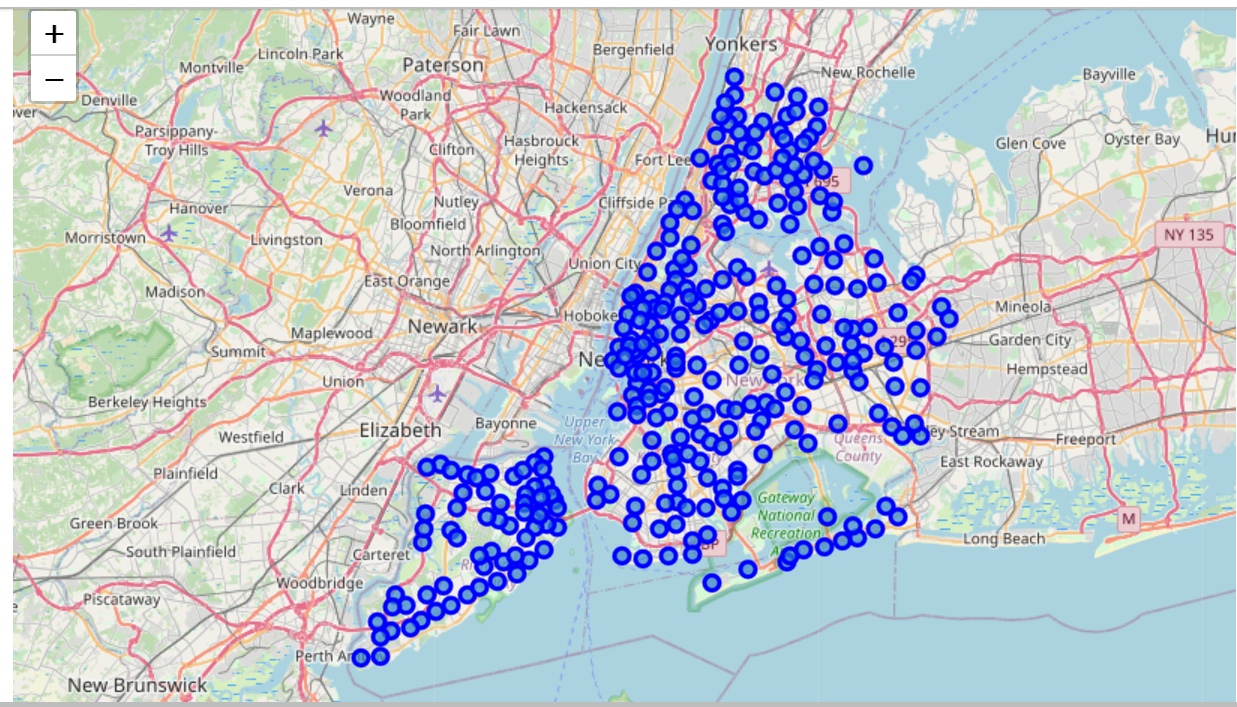 +
−
Wayne
Fair Lawn
Yonkers
Lincoln Park
Bergenfield
Montville
Paterson
New Rochelle
Bayville
Denville
Woodland
Park
Hackensack
Parsippany-
Troy Hills
Clifton
Hasbrouck
Heights
Fort Lee
Glen Cove
Oyster Bay
Verona
695
Nutley
Cliffside
Hanover
Bloomfield
Morristown
Livingston
North Arlington
NY 135
Union City
East Orange
Madison
Mineola
Newark
Hoboke
Maplewood
Garden City
Summit
Hempstead
Union
New York
Berkeley Heights
Bayonne
Upper
New York
Bay
Elizabeth
Westfield
Queens
County
ley Stream
Freeport
Plainfield
East Rockaway
Clark
Linden
Gateway
National
Recreation
Green Brook
M
BP
Long Beach
South Plainfield
Carteret
Woodbridge
Piscataway
Perth Am
New Brunswick